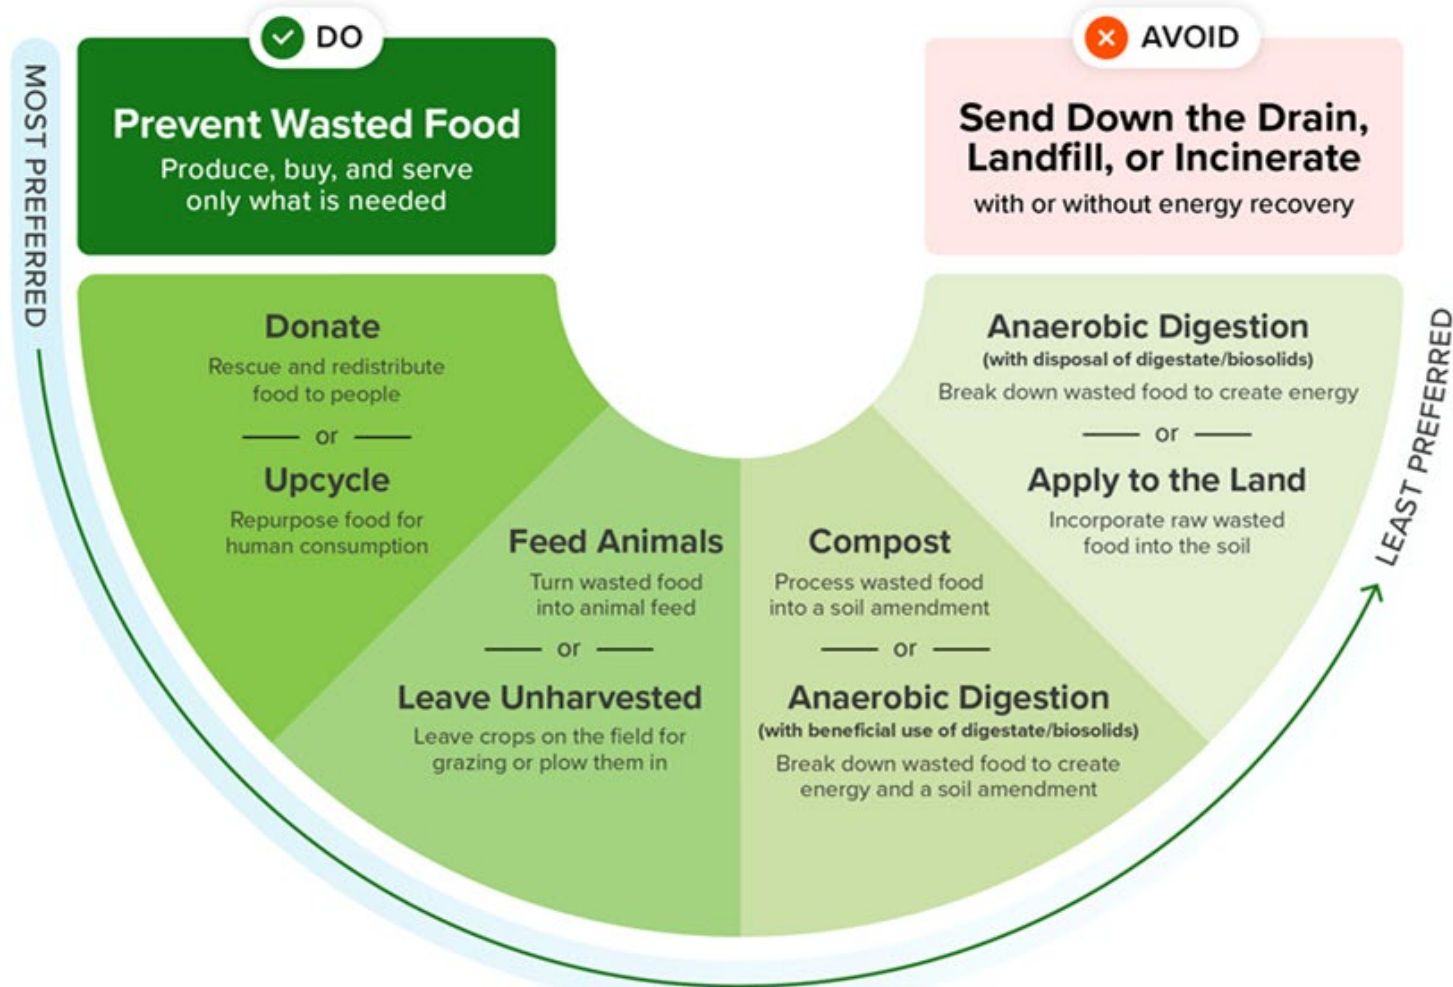 DO
MOST PREFERRED
Prevent Wasted Food
Produce, buy, and serve
only what is needed
Donate
Rescue and redistribute
food to people
or
Upcycle
Repurpose food for
human consumption
Feed Animals
Turn wasted food
into animal feed
or
Leave Unharvested
Leave crops on the field for
grazing or plow them in
Compost
Process wasted food
into a soil amendment
or
Anaerobic Digestion
(with beneficial use of digestate/biosolids)
Break down wasted food to create
energy and a soil amendment
Anaerobic Digestion
(with disposal of digestate/biosolids)
Break down wasted food to create energy
or
Apply to the Land
Incorporate raw wasted
food into the soil
LEAST PREFERRED
AVOID
Send Down the Drain,
Landfill, or Incinerate
with or without energy recovery